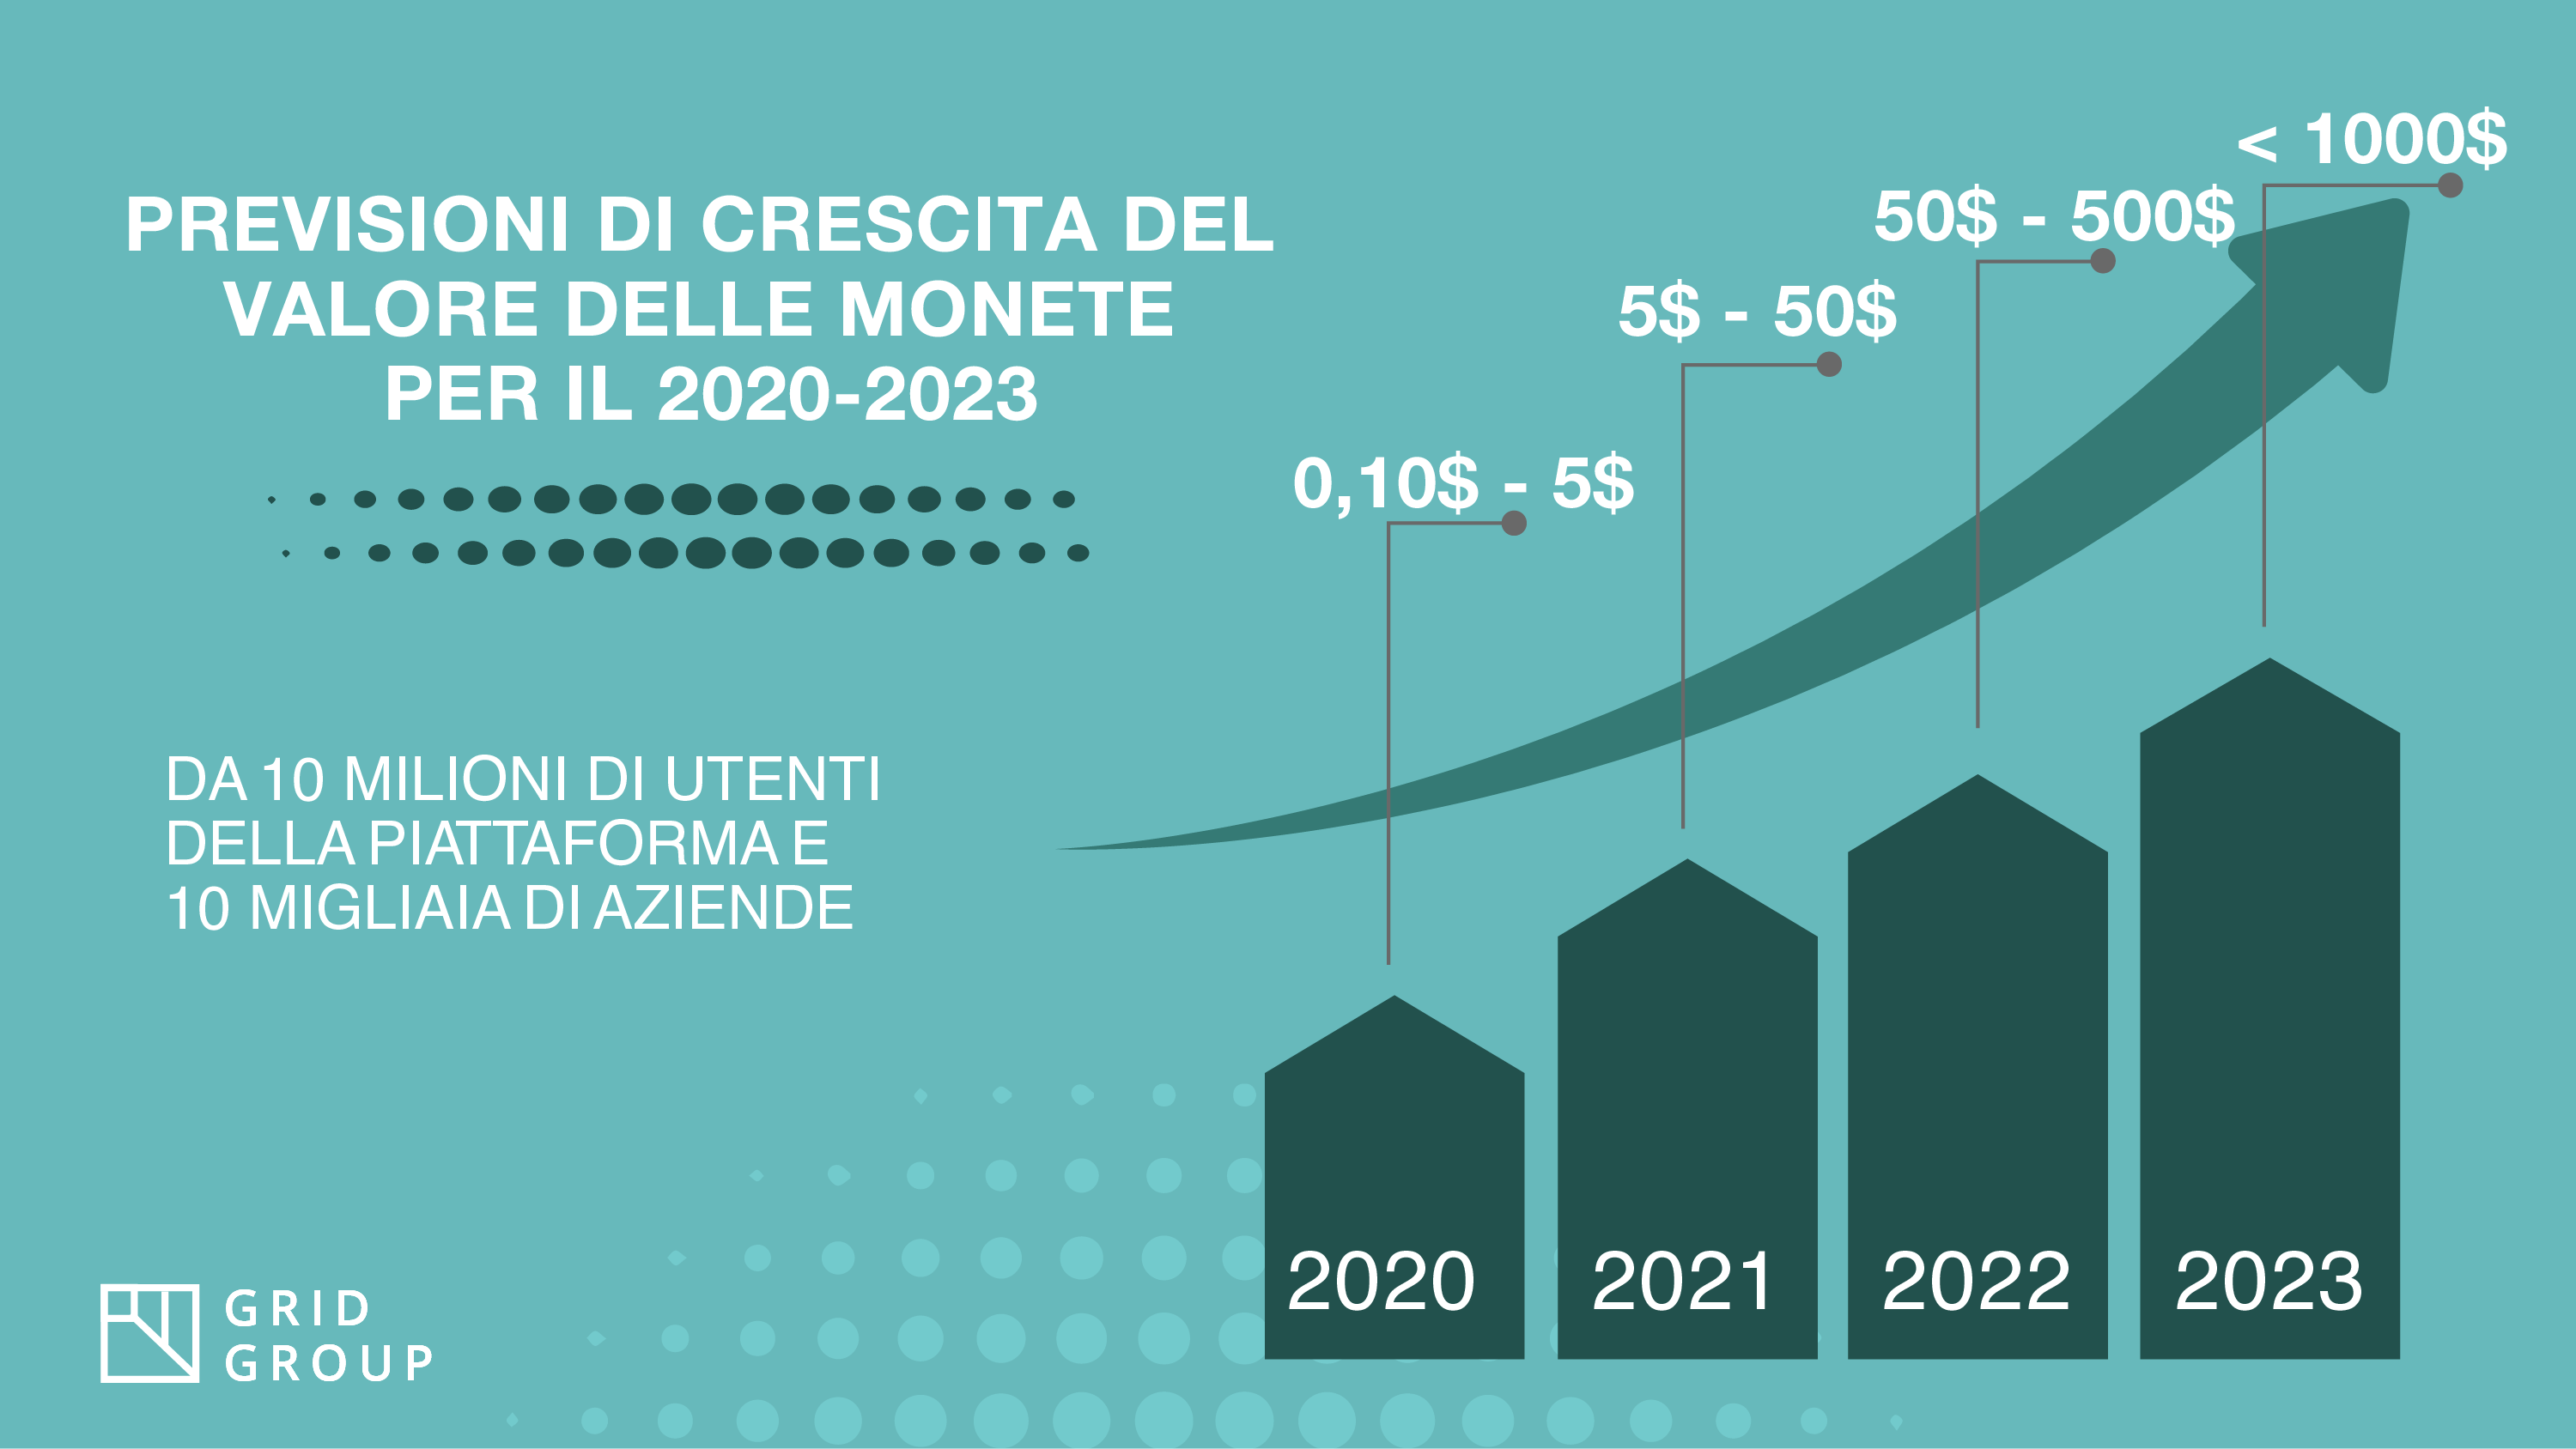 PREVISIONI DI CRESCITA DEL
VALORE DELLE MONETE
PER IL 2020-2023
DA 10 MILIONI DI UTENTI
DELLA PIATTAFORMA E
10 MIGLIAIA DI AZIENDE
0,10$ - 5$
5$ - 50$
50$ - 500$
< 1000$
2020
2021
2022
2023
GRID
GROUP